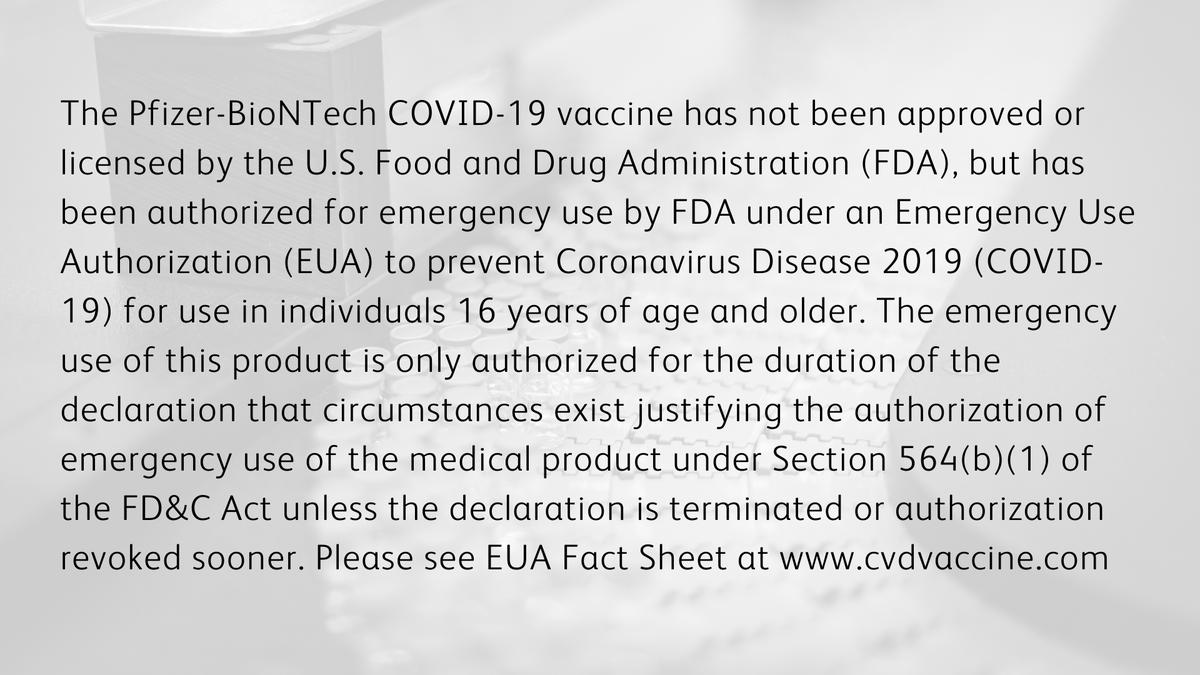 The Pfizer-BioNTech COVID-19 vaccine has not been approved or
licensed by the U.S. Food and Drug Administration (FDA), but has
been authorized for emergency use by FDA under an Emergency Use
Authorization (EUA) to prevent Coronavirus Disease 2019 (COVID-
19) for use in individuals 16 years of age and older. The emergency
use of this product is only authorized for the duration of the
declaration that circumstances exist justifying the authorization of
emergency use of the medical product under Section 564(b)(1) of
the FD&C Act unless the declaration is terminated or authorization
revoked sooner. Please see EUA Fact Sheet at www.cvdvaccine.com